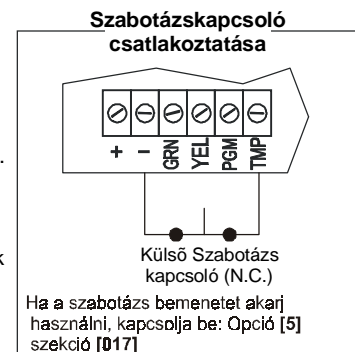 Szabotázskapcsoló
csatlakoztatása
+ − GRN YEL PGM TMP
.
k
Külső Szabotázs
kapcsoló (N.C.)
Ha a szabotázs bemenetet akarj
használni, kapcsolja be: Opció [5]
szekció [017]